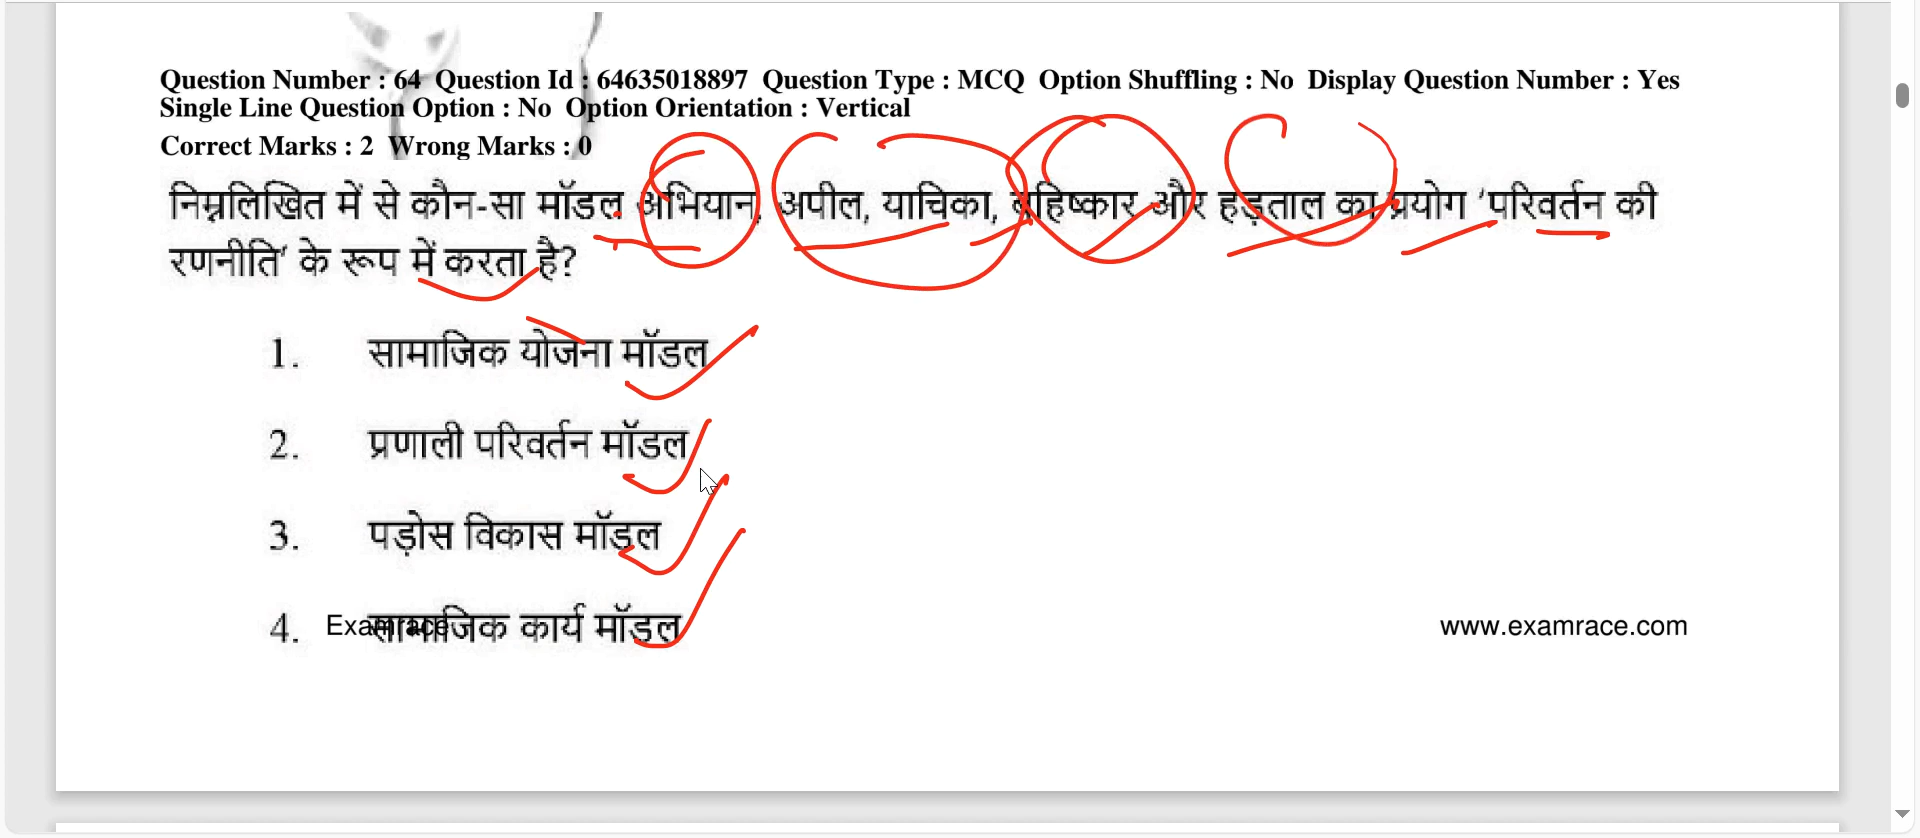 Question Number : 64 Question Id : 64635018897 Question Type : MCQ Option Shuffling : No Display Question Number : Yes
Single Line Question Option : No Option Orientation : Vertical
Correct Marks : 2 Wrong Marks : 0
निम्नलिखित में से कौन-सा मॉडल अभियान, अपील, याचिका, बहिष्कार और हड़ताल का प्रयोग 'परिवर्तन की
रणनीति' के रूप में करता है?
1. सामाजिक योजना मॉडल
2. प्रणाली परिवर्तन मॉडल
3. पड़ोस विकास मॉडल
4. सामाजिक कार्य मॉडल
Examrace
www.examrace.com